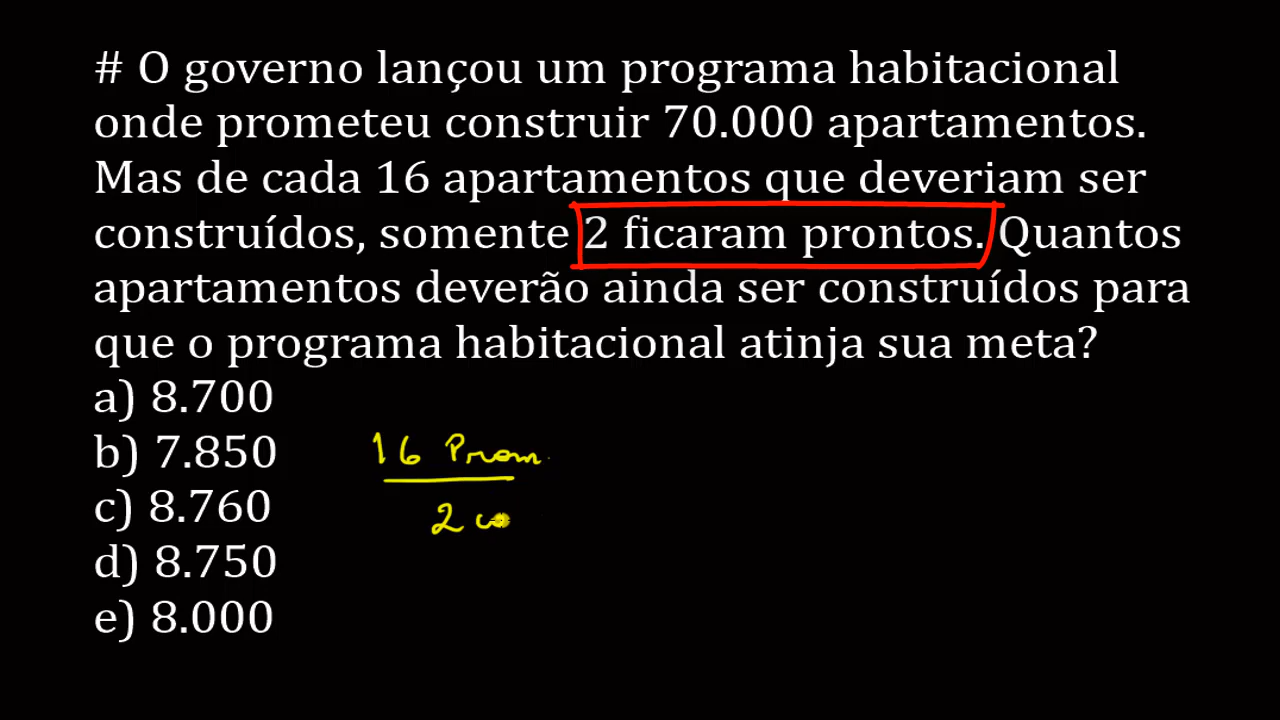 # O governo lançou um programa habitacional
onde prometeu construir 70.000 apartamentos.
Mas de cada 16 apartamentos que deveriam ser
construídos, somente 2 ficaram prontos. Quantos
apartamentos deverão ainda ser construídos para
que o programa habitacional atinja sua meta?
a) 8.700
b) 7.850
c) 8.760
d) 8.750
e) 8.000
16 Prom.
2 co